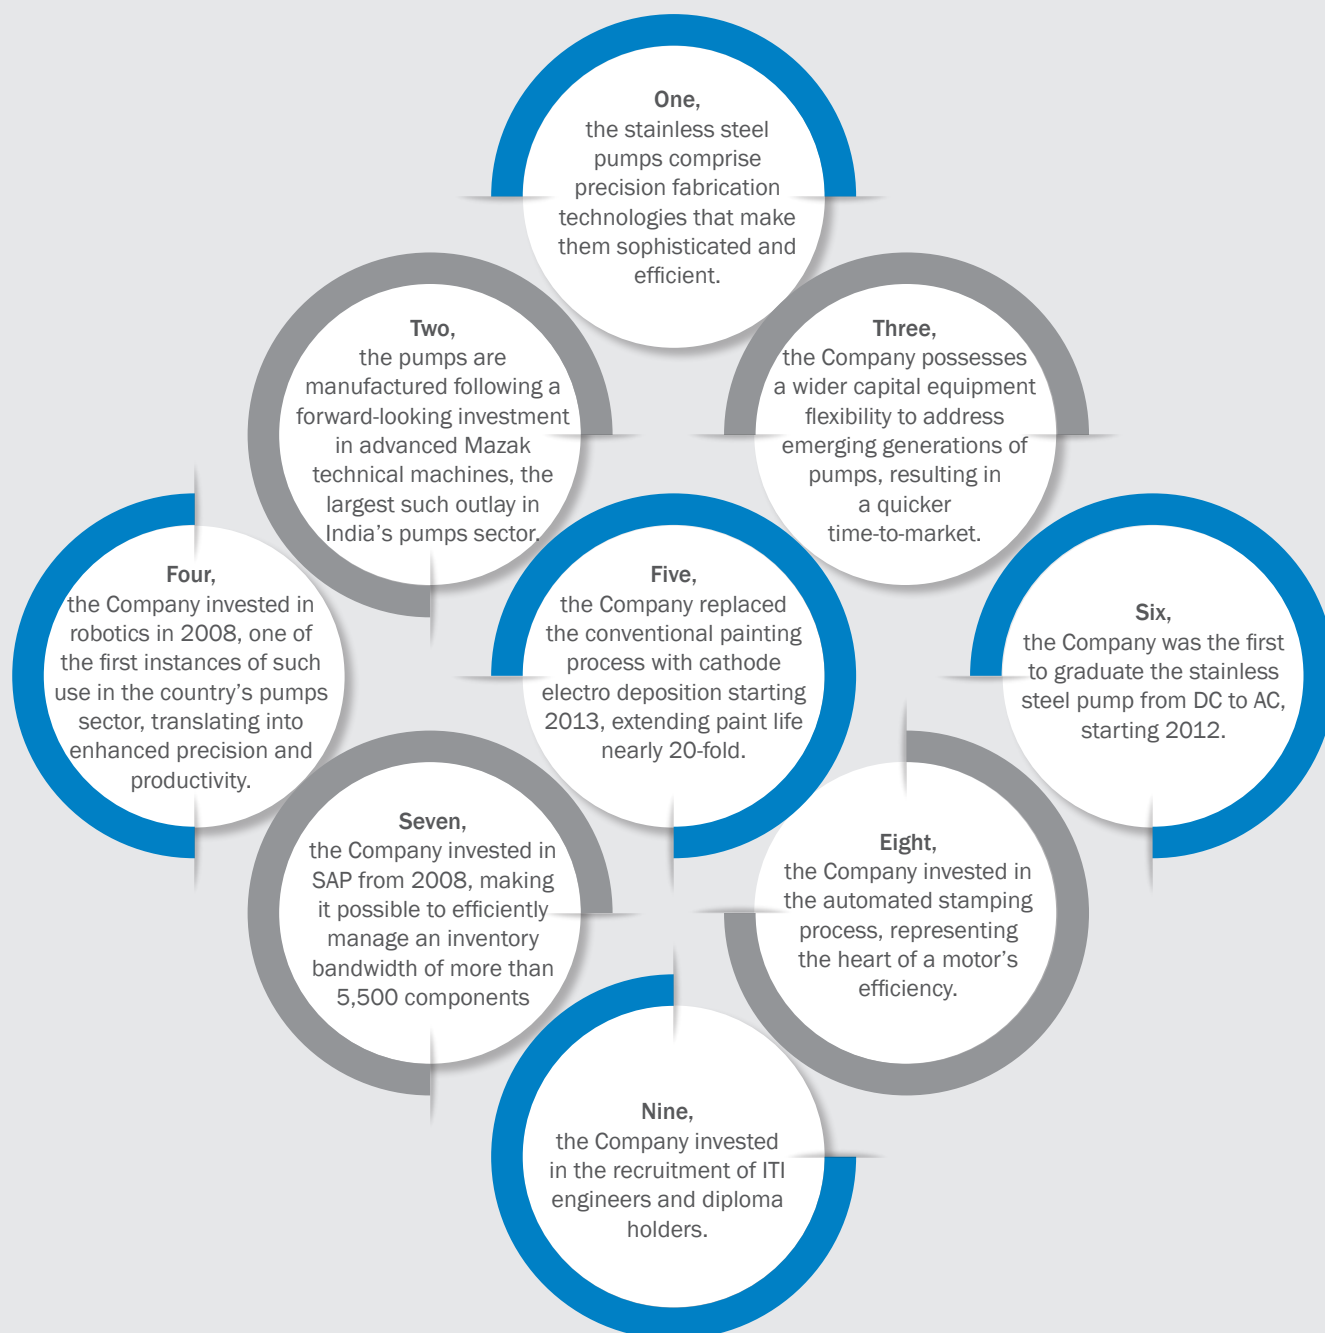 One,
the stainless steel
pumps comprise
precision fabrication
technologies that make
them sophisticated and
efficient.
Two,
the pumps are
manufactured following a
forward-looking investment
in advanced Mazak
technical machines, the
largest such outlay in
India's pumps sector.
Three,
the Company possesses
a wider capital equipment
flexibility to address
emerging generations of
pumps, resulting in
a quicker
time-to-market.
Four,
the Company invested in
robotics in 2008, one of
the first instances of such
use in the country's pumps
sector, translating into
enhanced precision and
productivity.
Five,
the Company replaced
the conventional painting
process with cathode
electro deposition starting
2013, extending paint life
nearly 20-fold.
Six,
the Company was the first
to graduate the stainless
steel pump from DC to AC,
starting 2012.
Seven,
the Company invested in
SAP from 2008, making
it possible to efficiently
manage an inventory
bandwidth of more than
5,500 components
Eight,
the Company invested in
the automated stamping
process, representing
the heart of a motor's
efficiency.
Nine,
the Company invested
in the recruitment of ITI
engineers and diploma
holders.